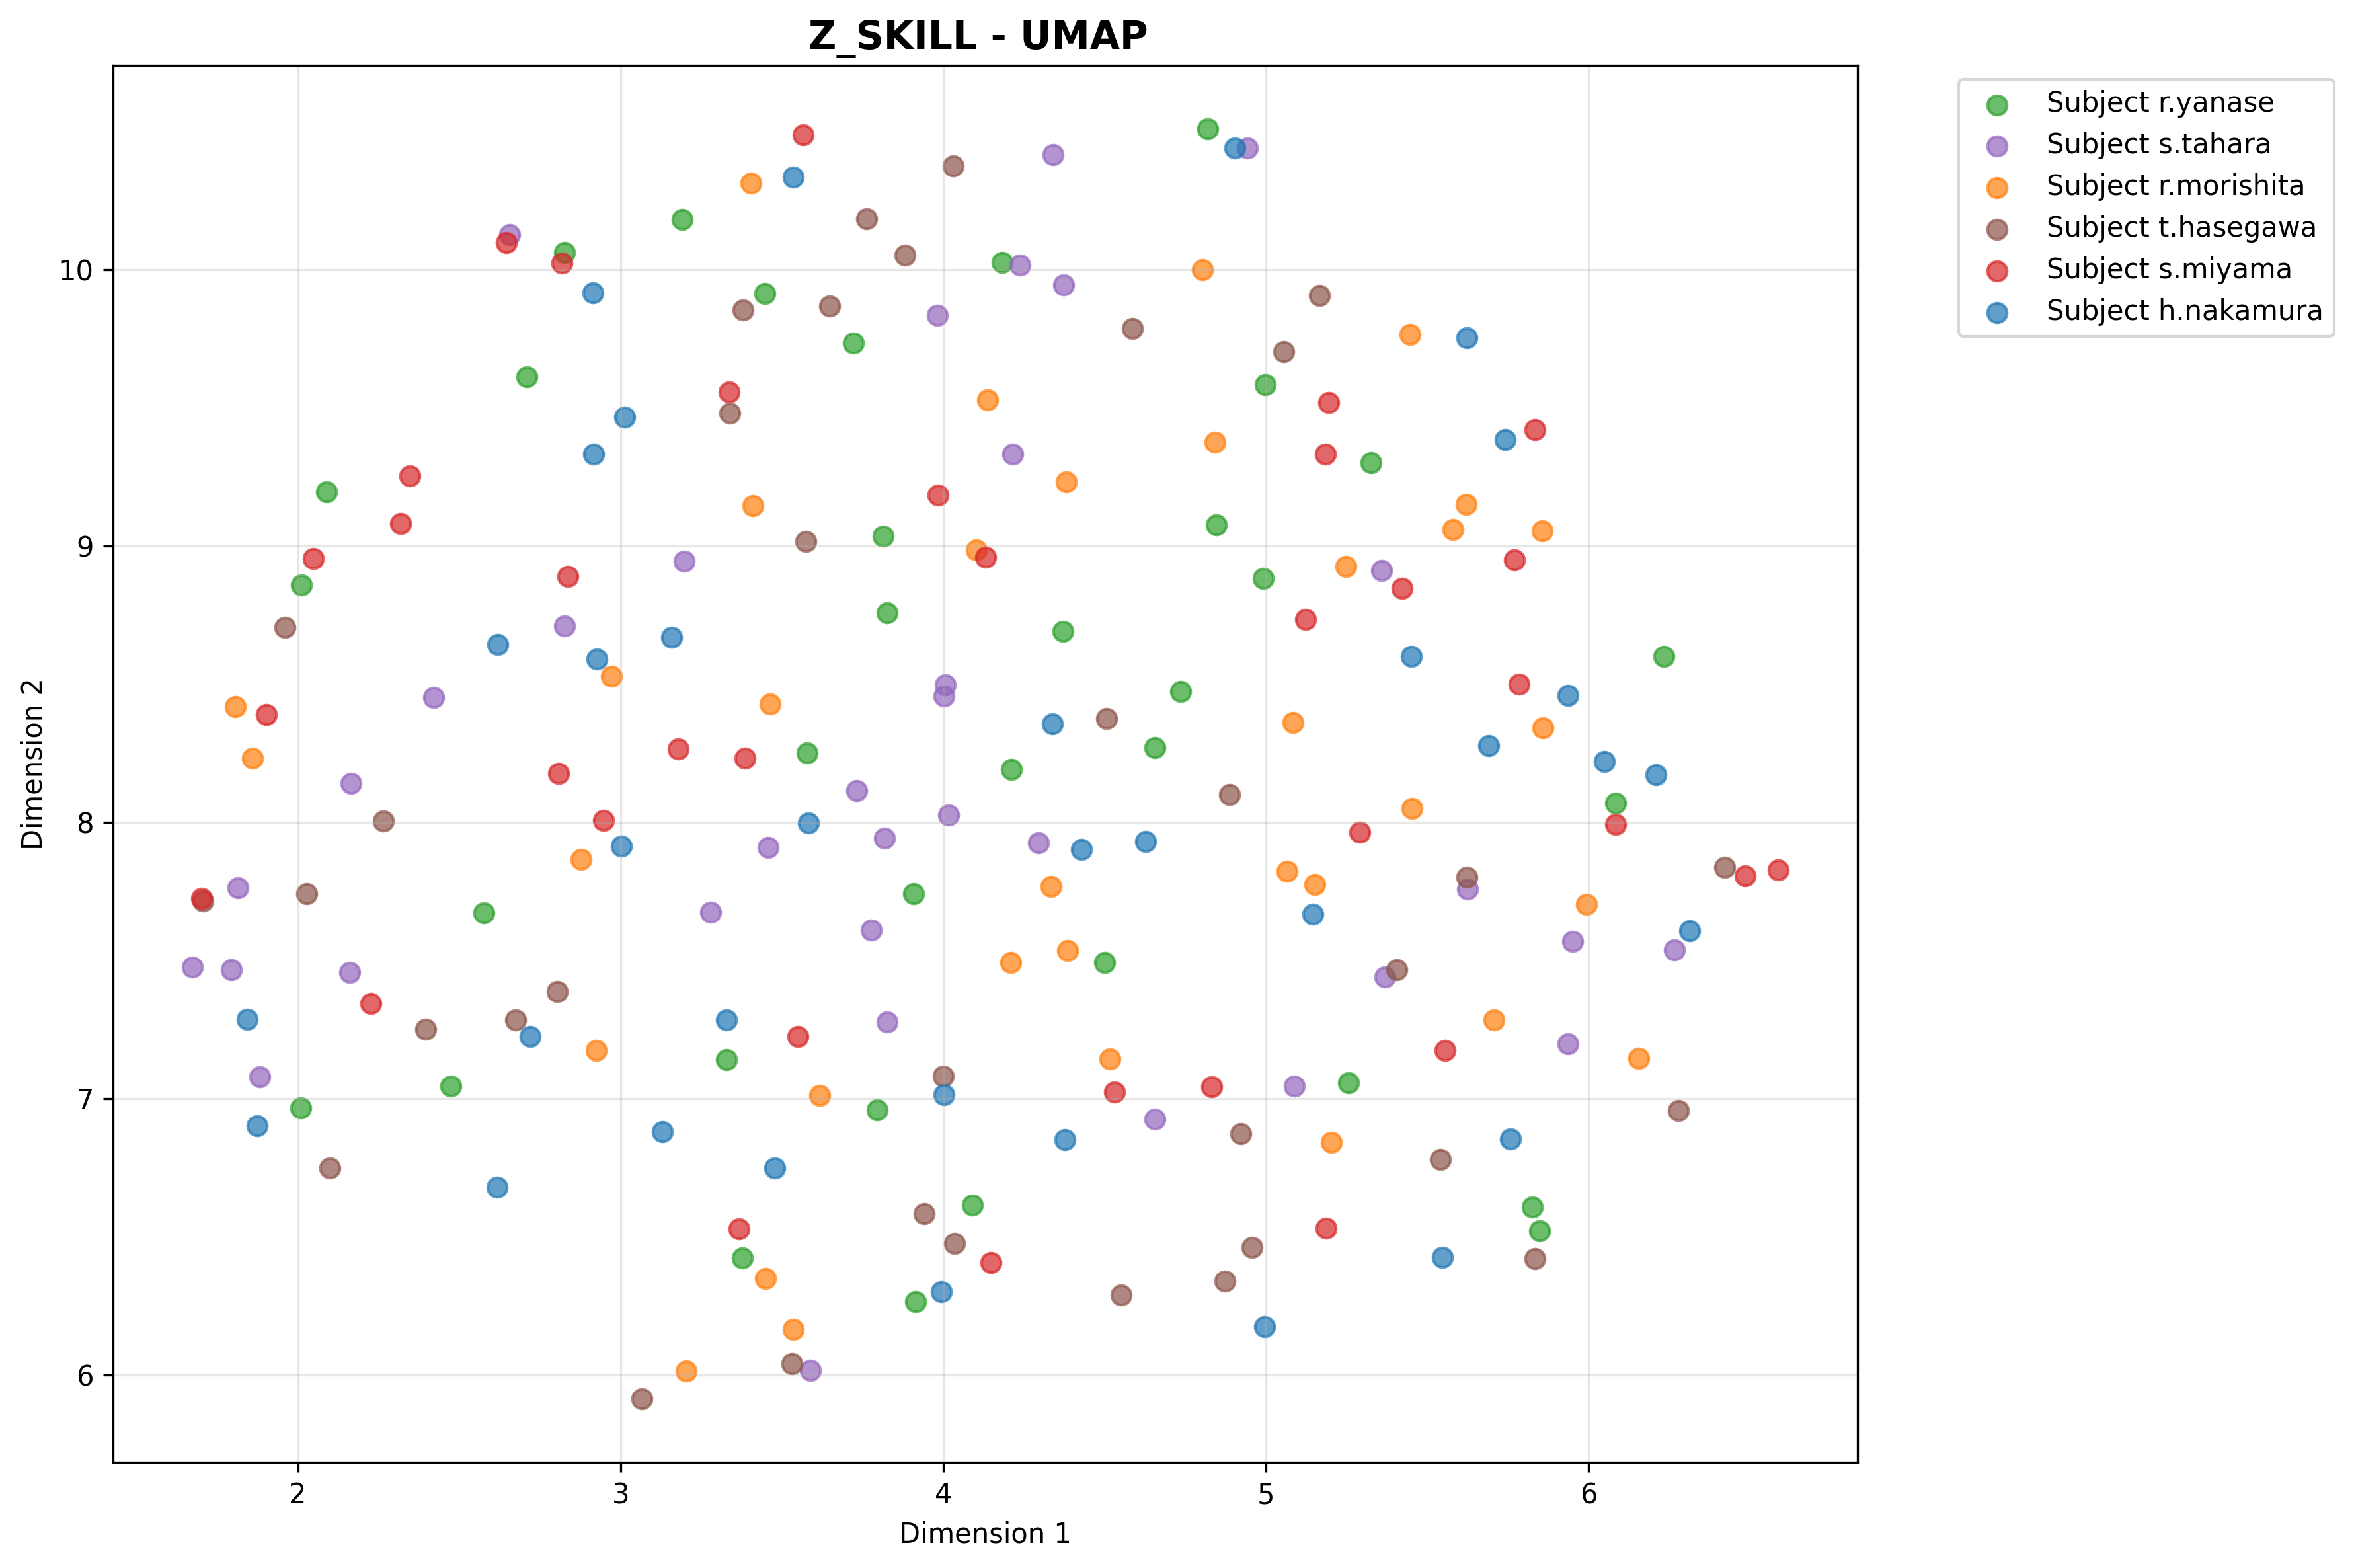 Z_SKILL - UMAP
Subject r.yanase
Subject s.tahara
Subject r.morishita
Subject t.hasegawa
Subject s.miyama
Subject h.nakamura
Dimension 2
10
9
8
7
6
2 3 4 5 6
Dimension 1